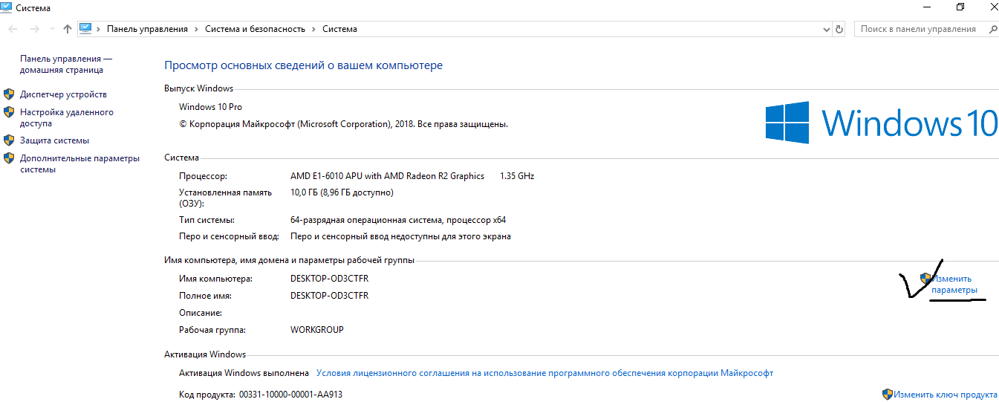 Система
Панель управления › Система и безопасность › Система
Поиск в панели управления
Панель управления —
домашняя страница
Диспетчер устройств
Настройка удаленного
доступа
Защита системы
Дополнительные параметры
системы
Просмотр основных сведений о вашем компьютере
Выпуск Windows
Windows 10 Pro
© Корпорация Майкрософт (Microsoft Corporation), 2018. Все права защищены.
Windows 10
Система
Процессор: AMD E1-6010 APU with AMD Radeon R2 Graphics 1.35 GHz
Установленная память 10,0 ГБ (8,96 ГБ доступно)
(ОЗУ):
Тип системы: 64-разрядная операционная система, процессор x64
Перо и сенсорный ввод: Перо и сенсорный ввод недоступны для этого экрана
Имя компьютера, имя домена и параметры рабочей группы
Имя компьютера: DESKTOP-OD3CTFR
Полное имя: DESKTOP-OD3CTFR
Описание:
Рабочая группа: WORKGROUP
Изменить
параметры
Активация Windows
Активация Windows выполнена Условия лицензионного соглашения на использование программного обеспечения корпорации Майкрософт
Код продукта: 00331-10000-00001-AA913
Изменить ключ продукта